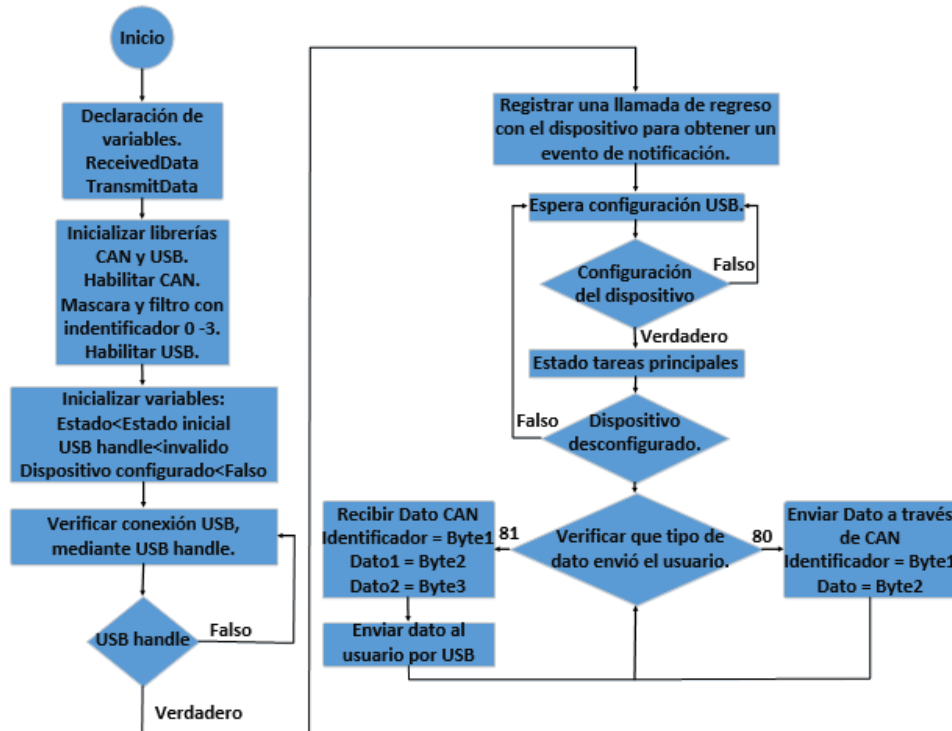 Inicio
Declaración de
variables.
ReceivedData
TransmitData
Inicializar librerías
CAN y USB.
Habilitar CAN.
Mascara y filtro con
indentificador 0 -3.
Habilitar USB.
Inicializar variables:
Estado<Estado inicial
USB handle<invalido
Dispositivo configurado<Falso
Verificar conexión USB,
mediante USB handle.
USB handle
Falso
Verdadero
Registrar una llamada de regreso
con el dispositivo para obtener un
evento de notificación.
Espera configuración USB.
Configuración
del dispositivo
Falso
Verdadero
Estado tareas principales
Falso
Dispositivo
desconfigurado.
Verificar que tipo de
dato envió el usuario.
81
80
Recibir Dato CAN
Identificador = Byte1
Dato1 = Byte2
Dato2 = Byte3
Enviar dato al
usuario por USB
Enviar Dato a través
de CAN
Identificador = Byte1
Dato = Byte2